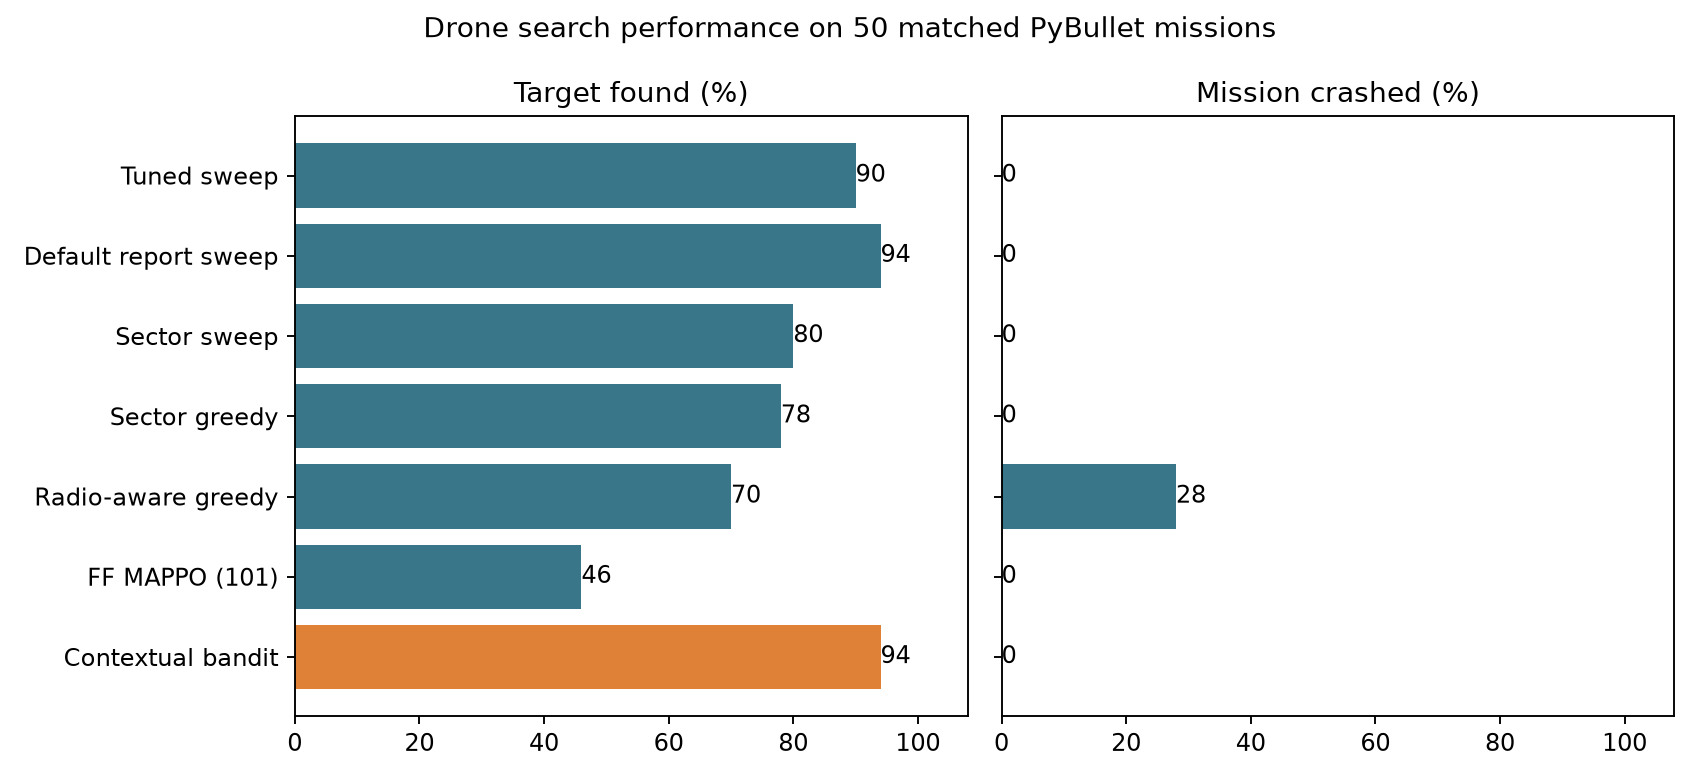 Drone search performance on 50 matched PyBullet missions
Target found (%)
Mission crashed (%)
Tuned sweep
90
0
Default report sweep
94
0
Sector sweep
80
0
Sector greedy
78
0
Radio-aware greedy
70
28
FF MAPPO (101)
46
0
Contextual bandit
94
0
0 20 40 60 80 100
0 20 40 60 80 100